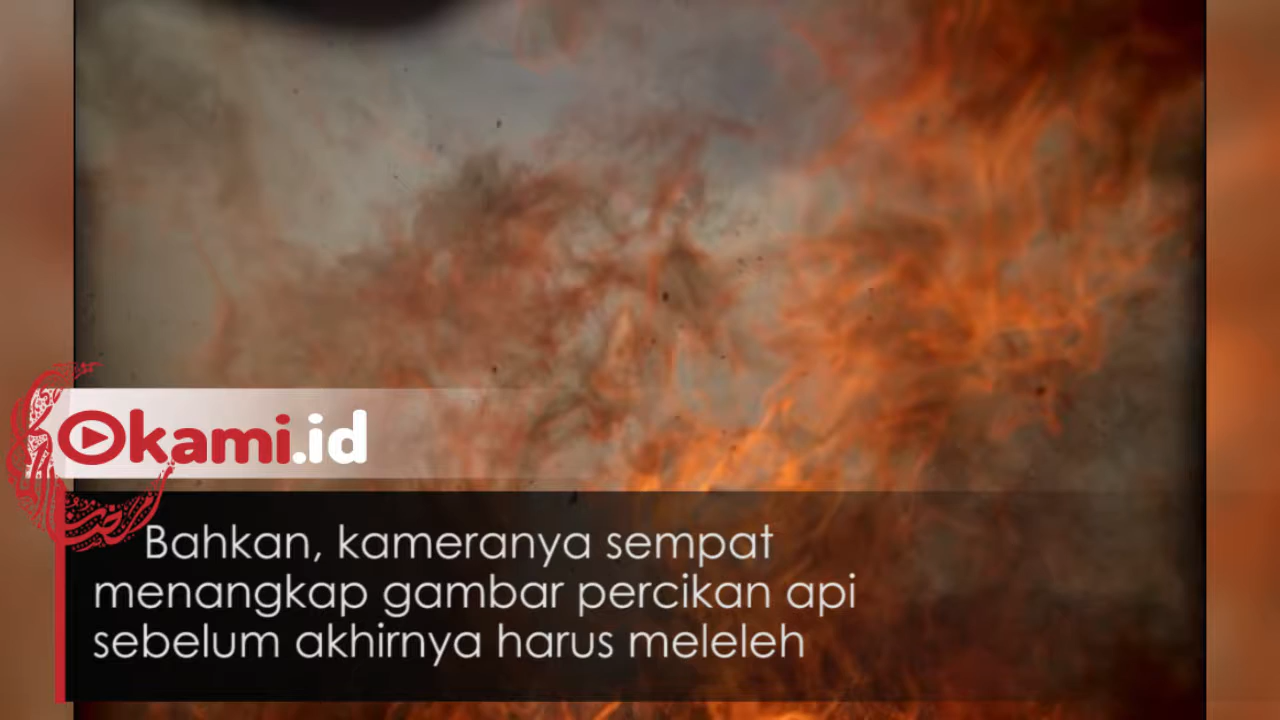 Okami.id
Bahkan, kameranya sempat
menangkap gambar percikan api
sebelum akhirnya harus meleleh